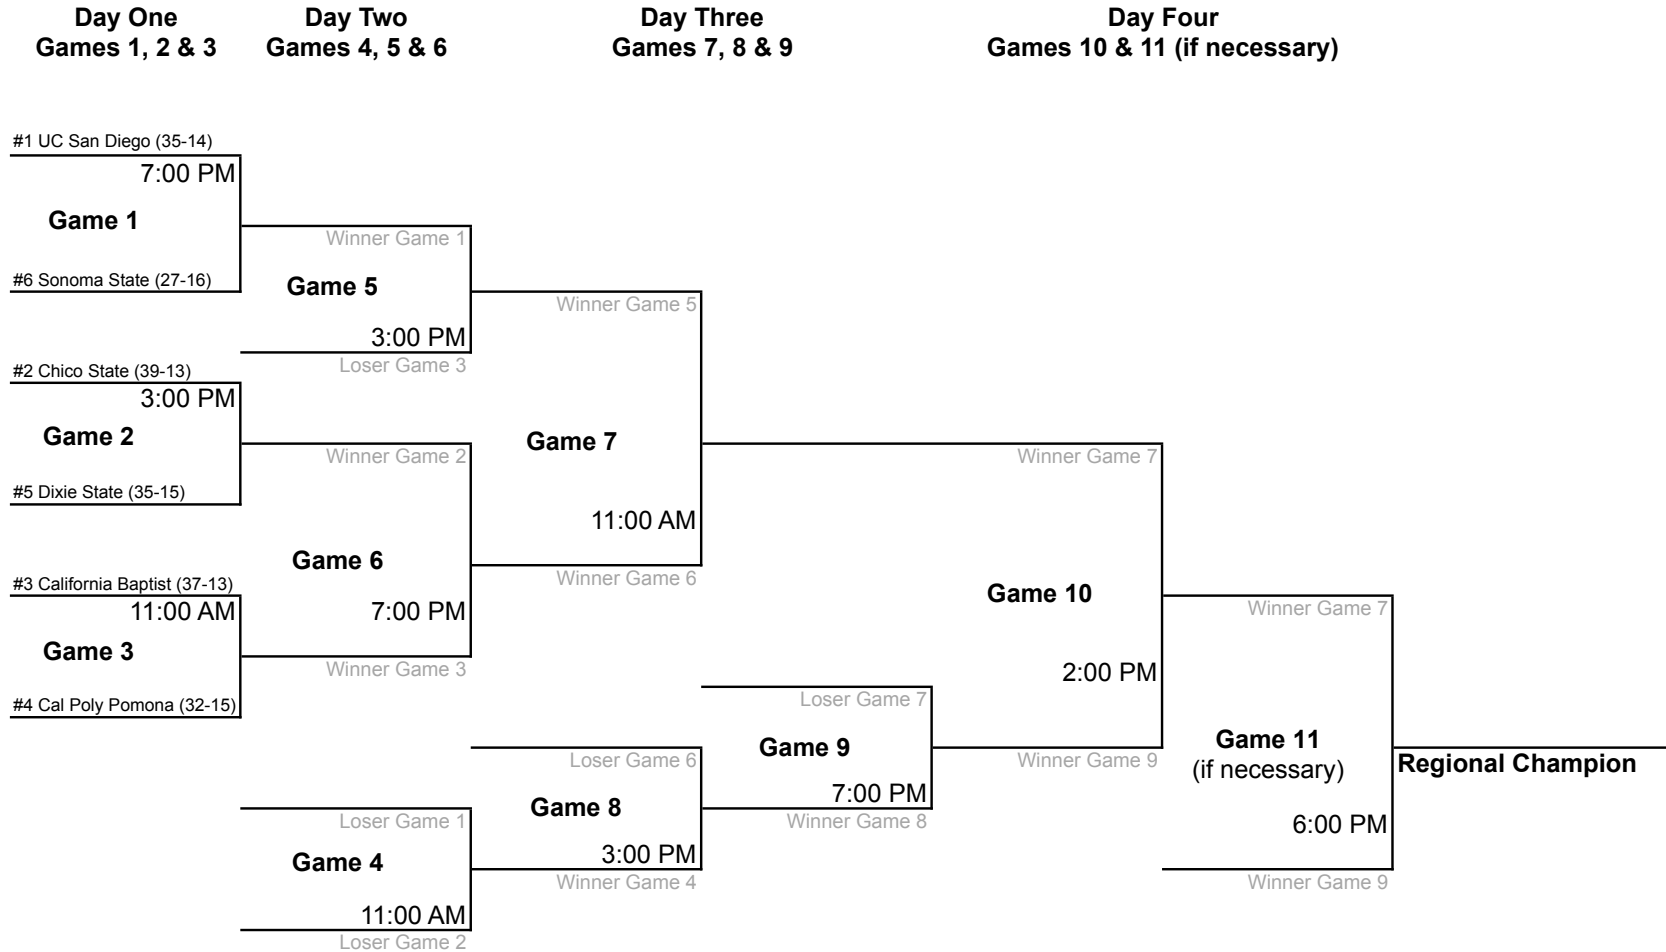 Day One
Games 1, 2 & 3
Day Two
Games 4, 5 & 6
Day Three
Games 7, 8 & 9
Day Four
Games 10 & 11 (if necessary)
#1 UC San Diego (35-14)
7:00 PM
Game 1
#6 Sonoma State (27-16)
#2 Chico State (39-13)
3:00 PM
Game 2
#5 Dixie State (35-15)
#3 California Baptist (37-13)
11:00 AM
Game 3
#4 Cal Poly Pomona (32-15)
Winner Game 1
Game 5
3:00 PM
Loser Game 3
Winner Game 2
Game 6
7:00 PM
Winner Game 3
Loser Game 1
Game 4
11:00 AM
Loser Game 2
Winner Game 5
Game 7
11:00 AM
Winner Game 6
Loser Game 6
Game 8
3:00 PM
Winner Game 4
Loser Game 7
Game 9
7:00 PM
Winner Game 8
Winner Game 7
Game 10
2:00 PM
Winner Game 9
Winner Game 7
Game 11
(if necessary)
6:00 PM
Winner Game 9
Regional Champion